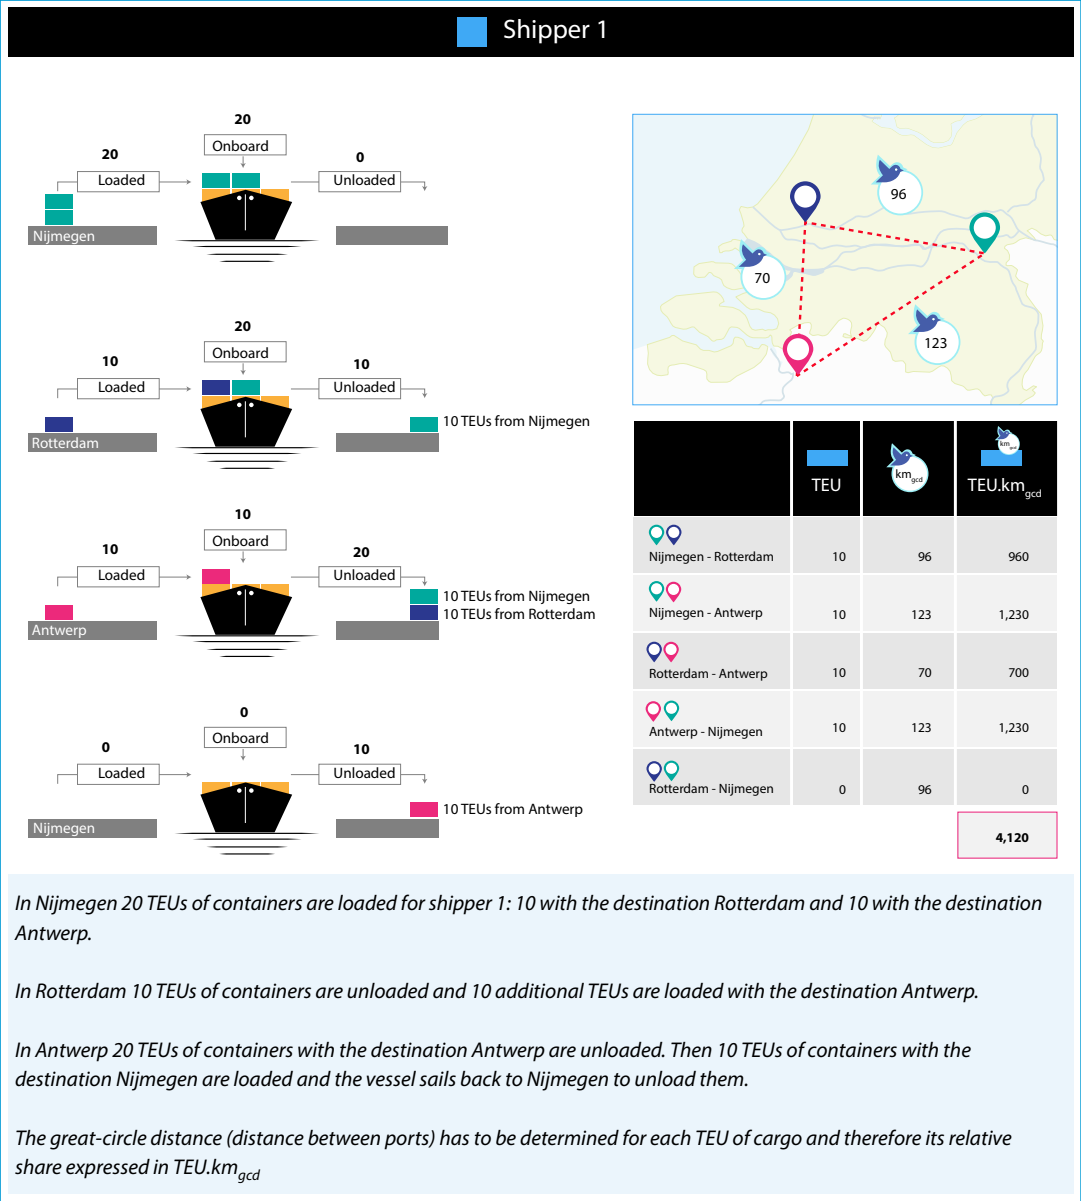 Shipper 1
20
Onboard
20
Loaded
0
Unloaded
Nijmegen
20
Onboard
10
Loaded
10
Unloaded
10 TEUs from Nijmegen
Rotterdam
10
Onboard
10
Loaded
20
Unloaded
10 TEUs from Nijmegen
10 TEUs from Rotterdam
Antwerp
0
Onboard
0
Loaded
10
Unloaded
10 TEUs from Antwerp
Nijmegen
96
70
123
TEU
km gcd
km gcd
TEU.km gcd
Nijmegen - Rotterdam 10 96 960
Nijmegen - Antwerp 10 123 1,230
Rotterdam - Antwerp 10 70 700
Antwerp - Nijmegen 10 123 1,230
Rotterdam - Nijmegen 0 96 0
4,120
In Nijmegen 20 TEUs of containers are loaded for shipper 1: 10 with the destination Rotterdam and 10 with the destination
Antwerp.
In Rotterdam 10 TEUs of containers are unloaded and 10 additional TEUs are loaded with the destination Antwerp.
In Antwerp 20 TEUs of containers with the destination Antwerp are unloaded. Then 10 TEUs of containers with the
destination Nijmegen are loaded and the vessel sails back to Nijmegen to unload them.
The great-circle distance (distance between ports) has to be determined for each TEU of cargo and therefore its relative
share expressed in TEU.km gcd